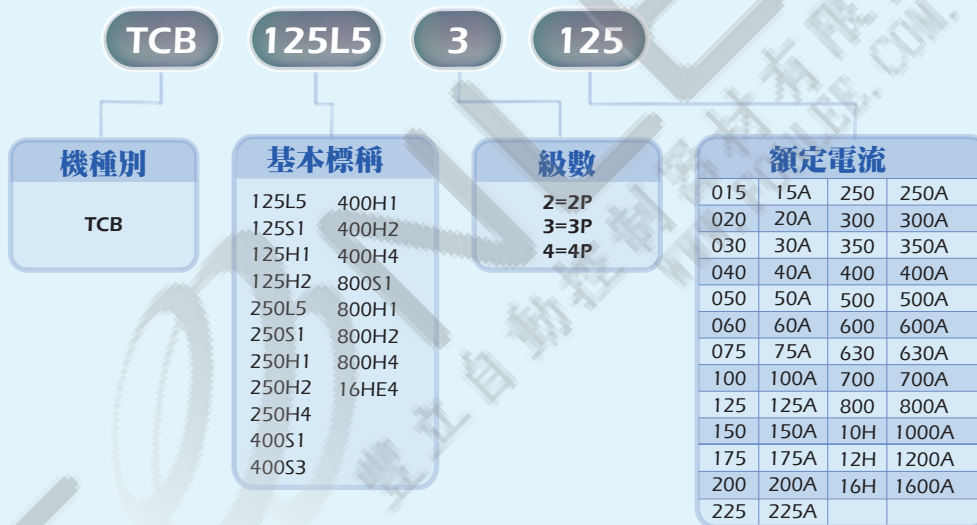 TCB 125L5 3 125
機種別
TCB
基本標稱
125L5 400H1
125S1 400H2
125H1 400H4
125H2 800S1
250L5 800H1
250S1 800H2
250H1 800H4
250H2 16HE4
250H4
400S1
400S3
級數
2=2P
3=3P
4=4P
額定電流
015 15A 250 250A
020 20A 300 300A
030 30A 350 350A
040 40A 400 400A
050 50A 500 500A
060 60A 600 600A
075 75A 630 630A
100 100A 700 700A
125 125A 800 800A
150 150A 10H 1000A
175 175A 12H 1200A
200 200A 16H 1600A
225 225A